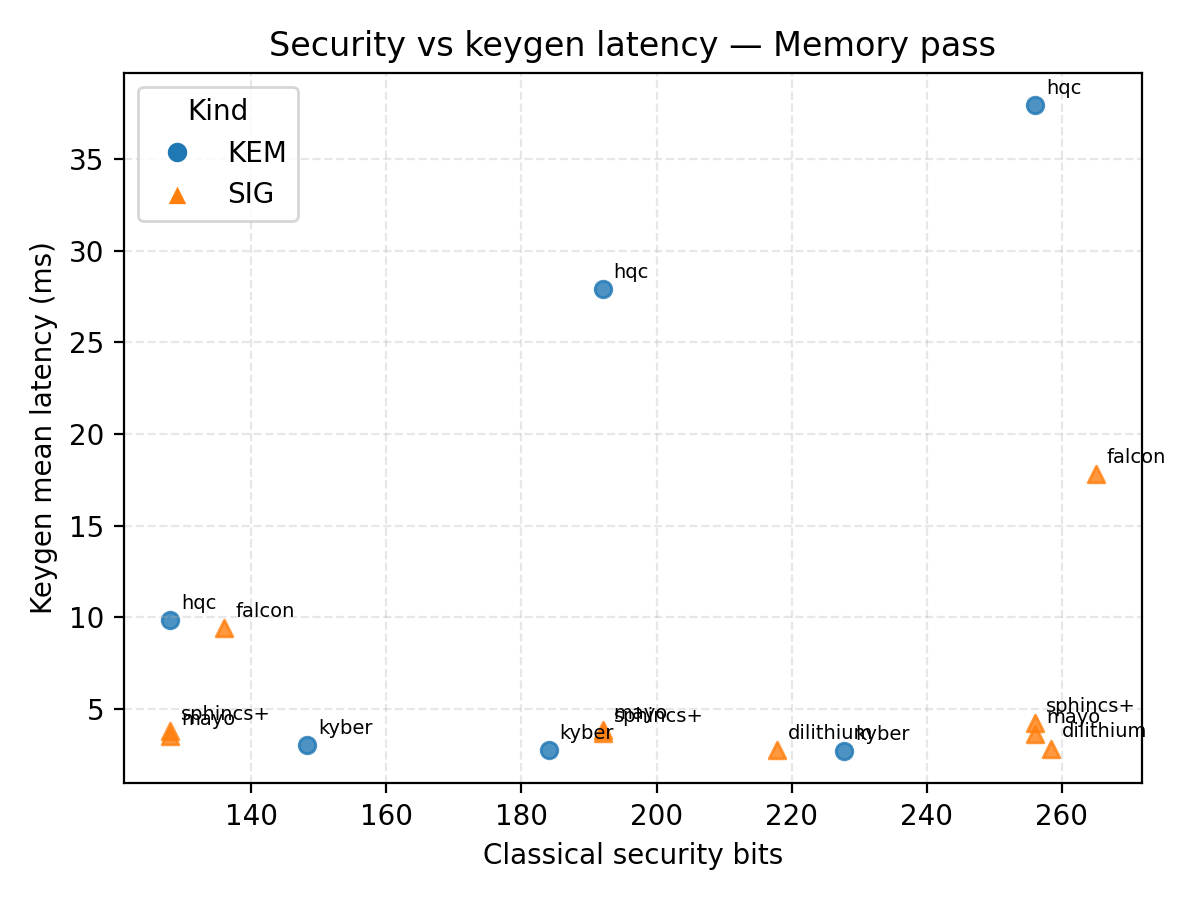 Security vs keygen latency — Memory pass
Kind
KEM
SIG
Keygen mean latency (ms)
35
30
25
20
15
10
5
hqc
hqc
falcon
hqc
falcon
sphincs+
mayo
kyber
kyber
mayo
sphincs+
dilithium
kyber
sphincs+
mayo
dilithium
140
160
180
200
220
240
260
Classical security bits